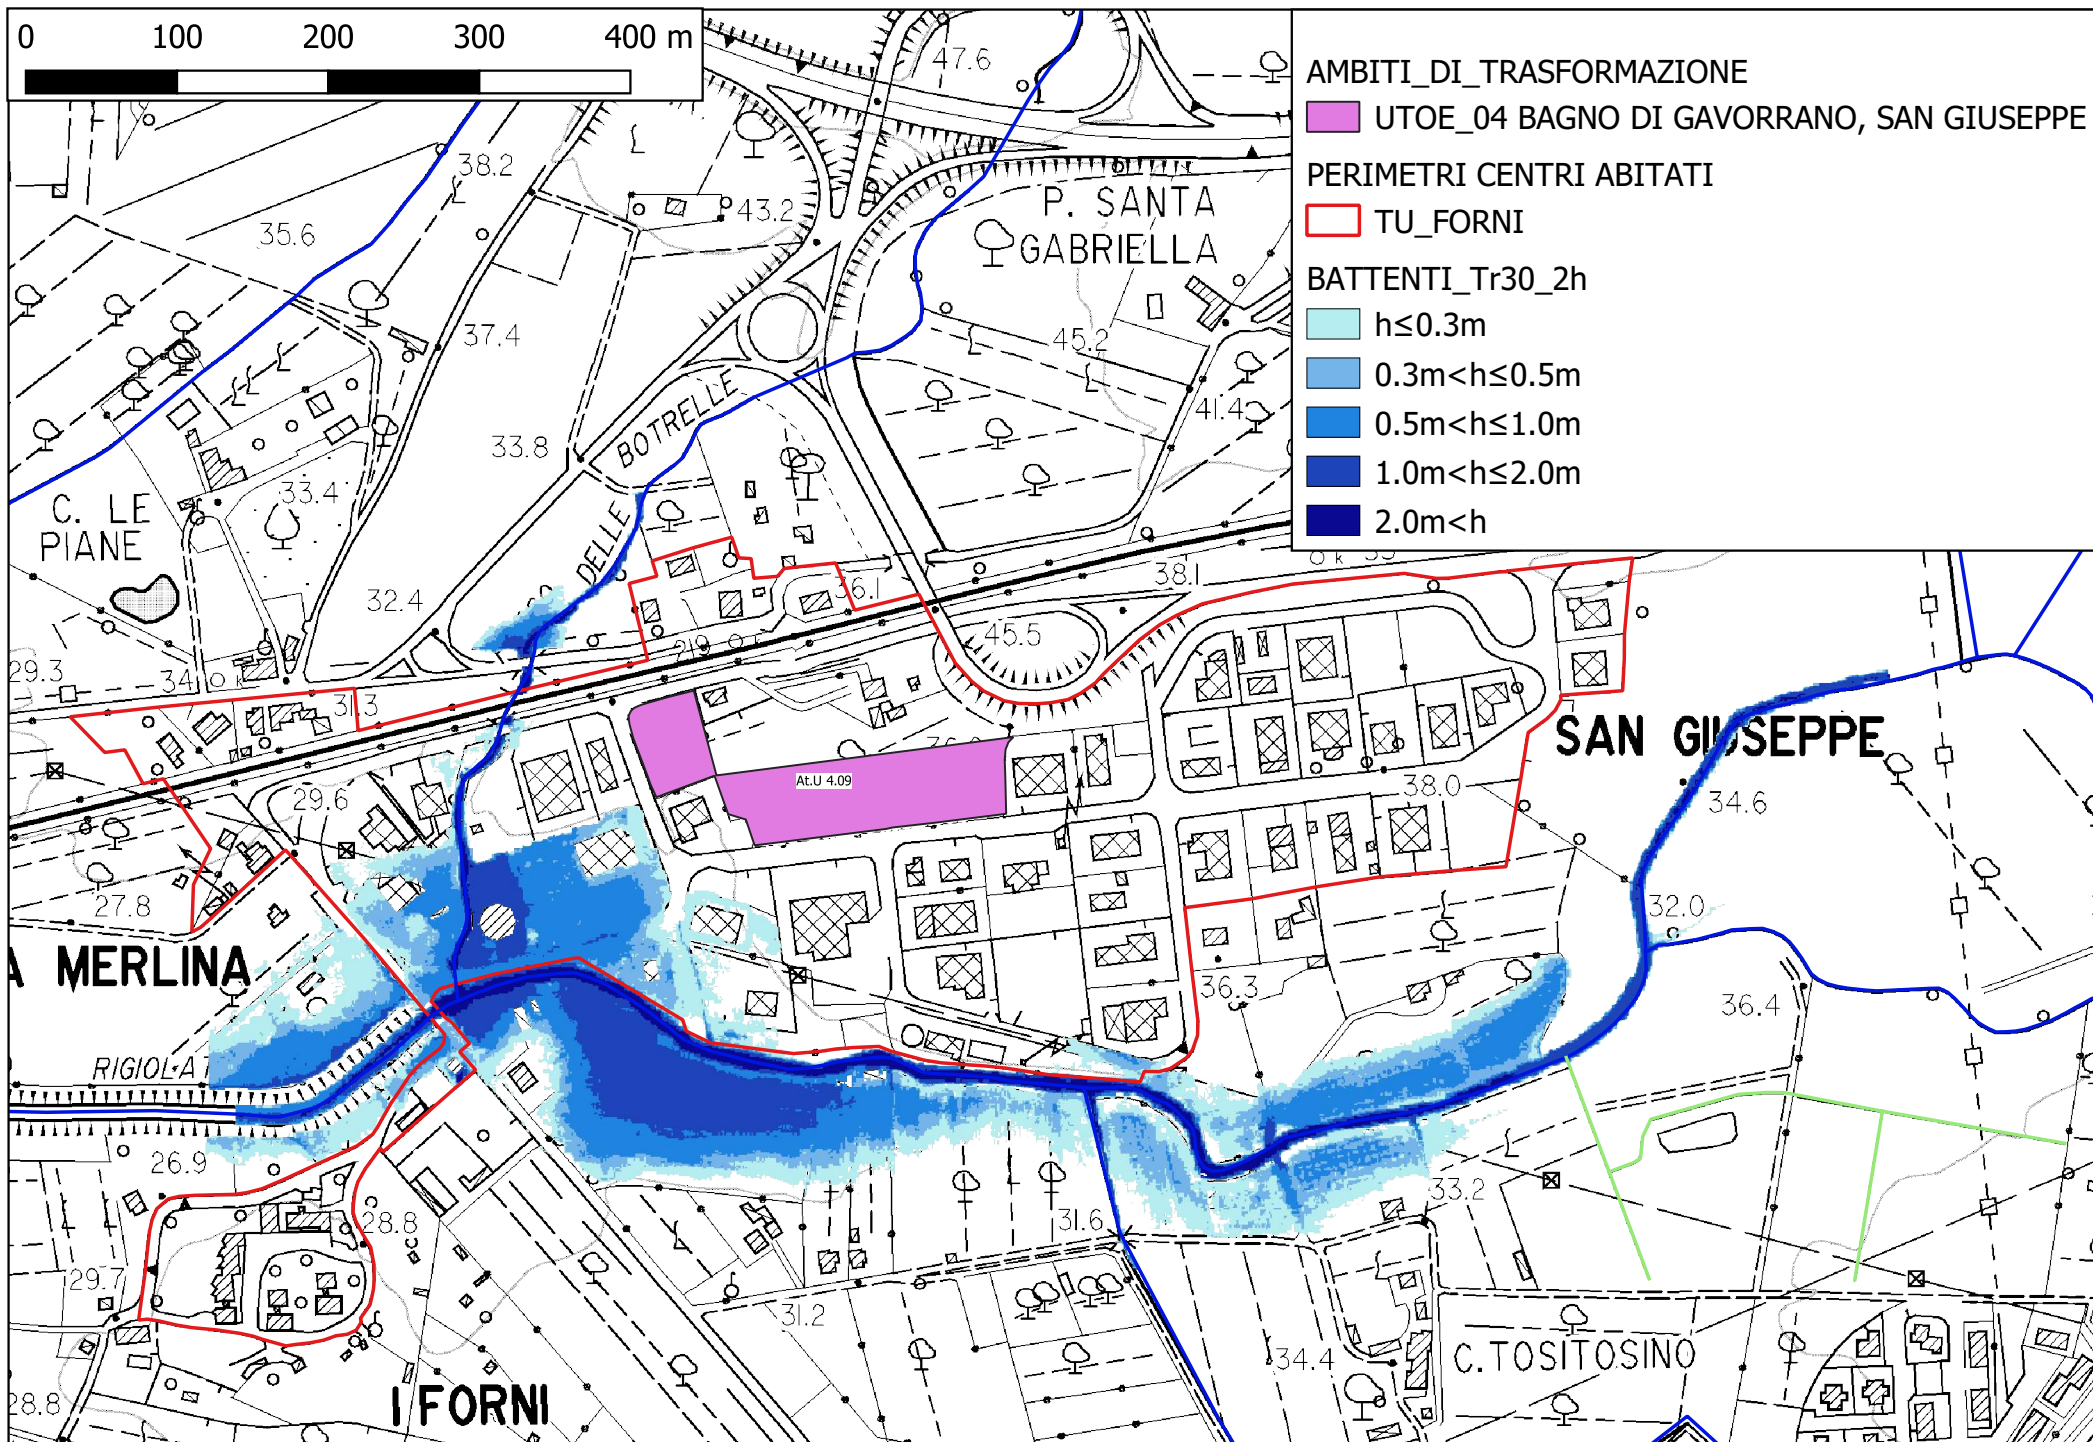 0 100 200 300 400 m
AMBITI_DI_TRASFORMAZIONE
UTOE_04 BAGNO DI GAVORRANO, SAN GIUSEPPE
PERIMETRI CENTRI ABITATI
TU_FORNI
BATTENTI_Tr30_2h
h≤0.3m
0.3m<h≤0.5m
0.5m<h≤1.0m
1.0m<h≤2.0m
2.0m<h
47.6
38.2
43.2
35.6
P. SANTA
GABRIELLA
37.4
45.2
41.4
33.8
BOTRELLE
33.4
C. LE
PIANE
DELLE
32.4
36.1
38.1
45.5
29.3
31.3
SAN GIUSEPPE
At.U 4.09
29.6
38.0
34.6
27.8
32.0
A MERLINA
36.3
36.4
RIGIOLAT
26.9
33.2
28.8
31.6
29.7
31.2
34.4
C.TOSITOSINO
28.8
I FORNI